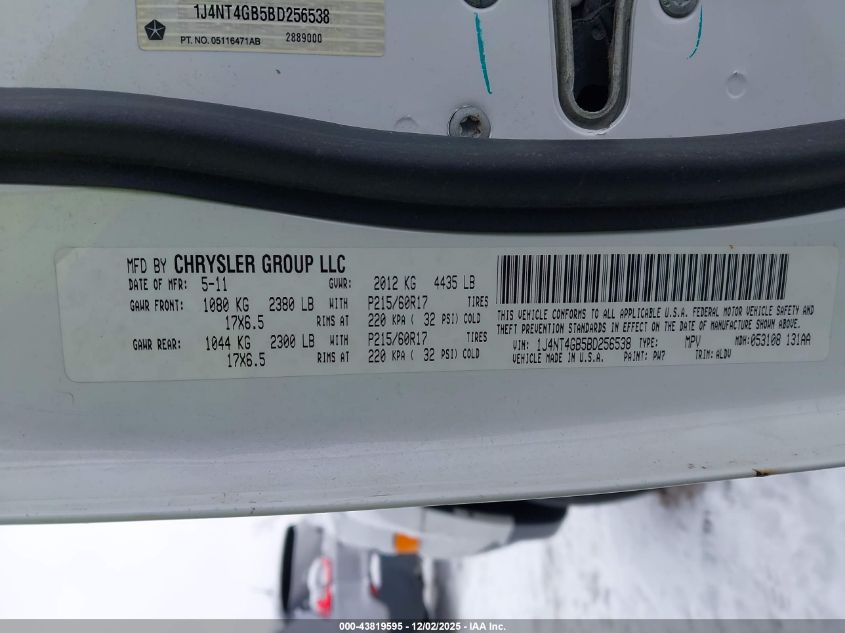 1J4NT4GB5BD256538
PT. NO. 05116471AB 2889000
MFD BY CHRYSLER GROUP LLC
DATE OF MFR: 5-11 GVWR: 2012 KG 4435 LB
GAWR FRONT: 1080 KG 2380 LB WITH P215/60R17 TIRES
17X6.5 RIMS AT 220 KPA ( 32 PSI) COLD
GAWR REAR: 1044 KG 2300 LB WITH P215/60R17 TIRES
17X6.5 RIMS AT 220 KPA ( 32 PSI) COLD
THIS VEHICLE CONFORMS TO ALL APPLICABLE U.S.A. FEDERAL MOTOR VEHICLE SAFETY AND
THEFT PREVENTION STANDARDS IN EFFECT ON THE DATE OF MANUFACTURE SHOWN ABOVE.
VIN: 1J4NT4GB5BD256538 TYPE: MPV MDH: 053108 131AA
VEHICLE MADE IN U.S.A. PAINT: PW7 TRIM: ALDV
000-43819595 - 12/02/2025 - IAA Inc.